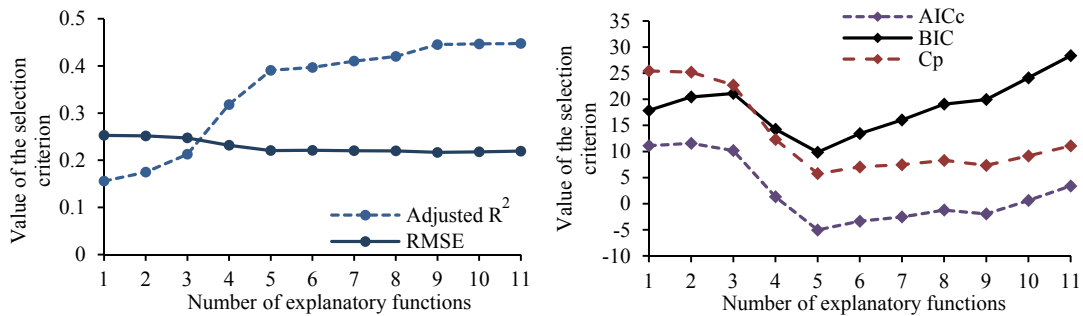 Value of the selection
criterion
0.5
0.4
0.3
0.2
0.1
0
Adjusted R²
RMSE
1 2 3 4 5 6 7 8 9 10 11
Number of explanatory functions
Value of the selection
criterion
35
30
25
20
15
10
5
0
-5
-10
AICc
BIC
Cp
1 2 3 4 5 6 7 8 9 10 11
Number of explanatory functions